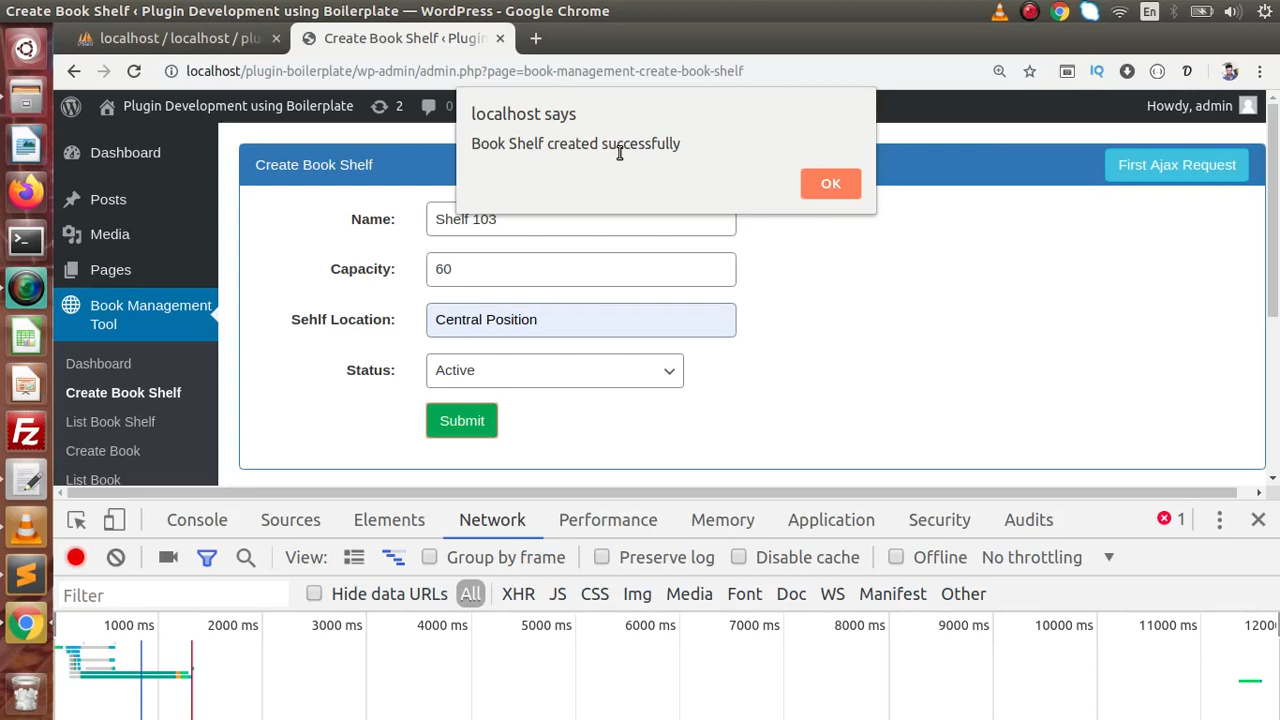 Create Book Shelf ‹ Plugin Development using Boilerplate — WordPress - Google Chrome
En
localhost / localhost / plu
Create Book Shelf ‹ Plugin
localhost/plugin-boilerplate/wp-admin/admin.php?page=book-management-create-book-shelf
IQ
Plugin Development using Boilerplate
2
0
Howdy, admin
localhost says
Book Shelf created successfully
OK
Dashboard
Posts
Media
Pages
Book Management
Tool
Dashboard
Create Book Shelf
List Book Shelf
Create Book
List Book
Create Book Shelf
First Ajax Request
Name:
Shelf 103
Capacity:
60
Sehlf Location:
Central Position
Status:
Active
Submit
Console
Sources
Elements
Network
Performance
Memory
Application
Security
Audits
1
View:
Group by frame
Preserve log
Disable cache
Offline
No throttling
Filter
Hide data URLs
All
XHR
JS
CSS
Img
Media
Font
Doc
WS
Manifest
Other
1000 ms
2000 ms
3000 ms
4000 ms
5000 ms
6000 ms
7000 ms
8000 ms
9000 ms
10000 ms
11000 ms